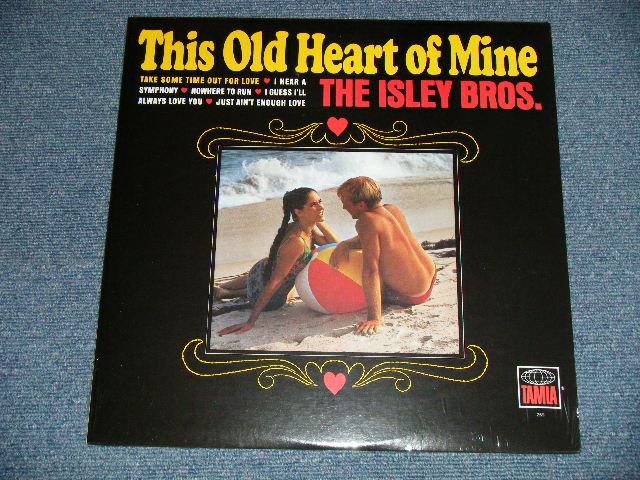 This Old Heart of Mine
TAKE SOME TIME OUT FOR LOVE ♥ I HEAR A
SYMPHONY ♥ NOWHERE TO RUN ♥ I GUESS I'LL
ALWAYS LOVE YOU ♥ JUST AIN'T ENOUGH LOVE
THE ISLEY BROS.
TAMLA